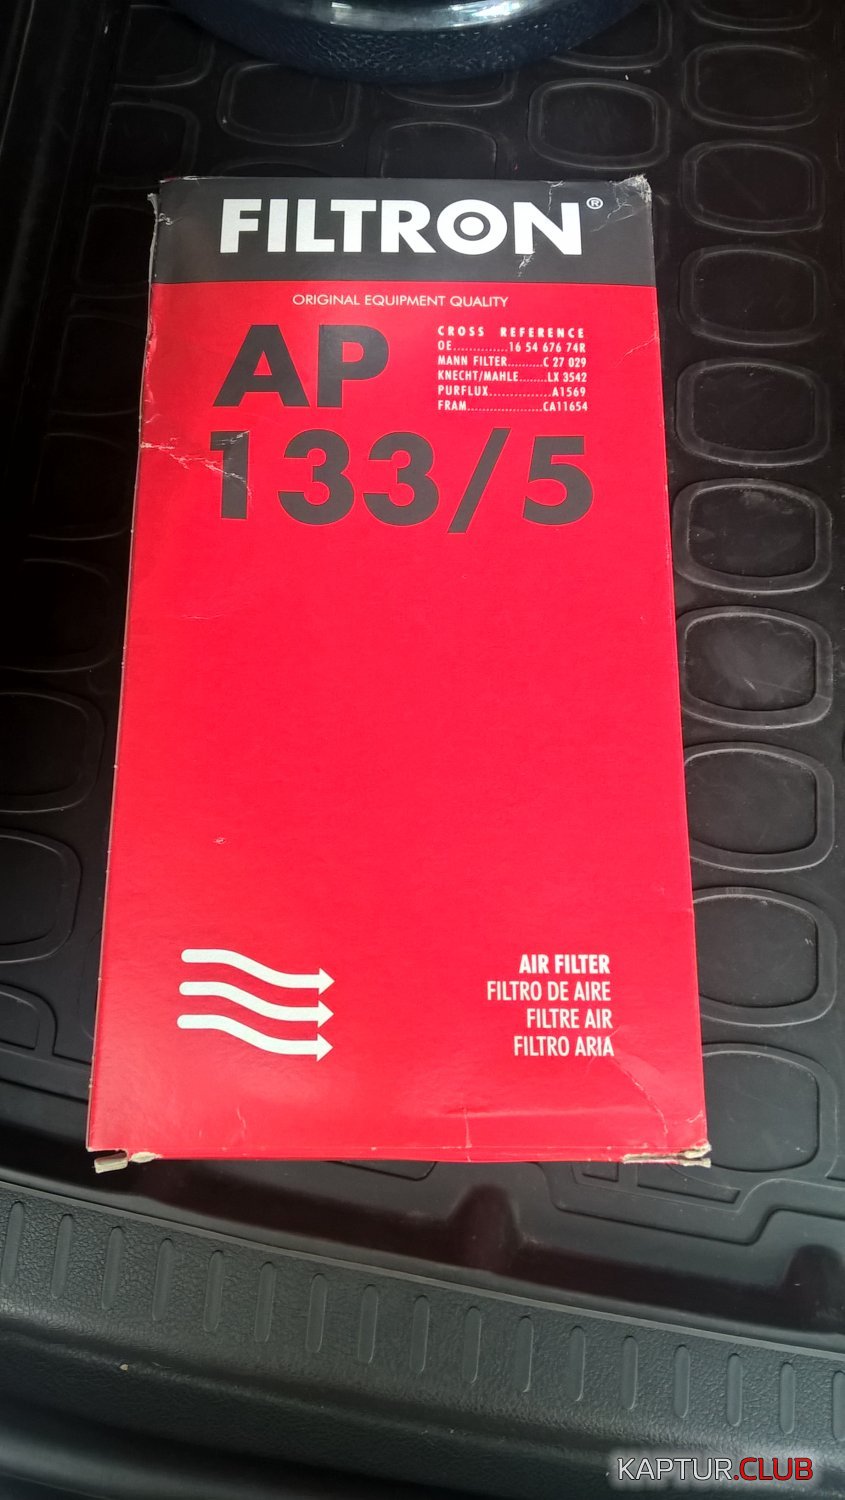 FILTRON®
ORIGINAL EQUIPMENT QUALITY
AP
133/5
CROSS REFERENCE
OE..............16 54 676 74R
MANN FILTER.........C 27 029
KNECHT/MAHLE.......LX 3542
PURFLUX................A1569
FRAM...................CA11654
AIR FILTER
FILTRO DE AIRE
FILTRE AIR
FILTRO ARIA
KAPTUR.CLUB